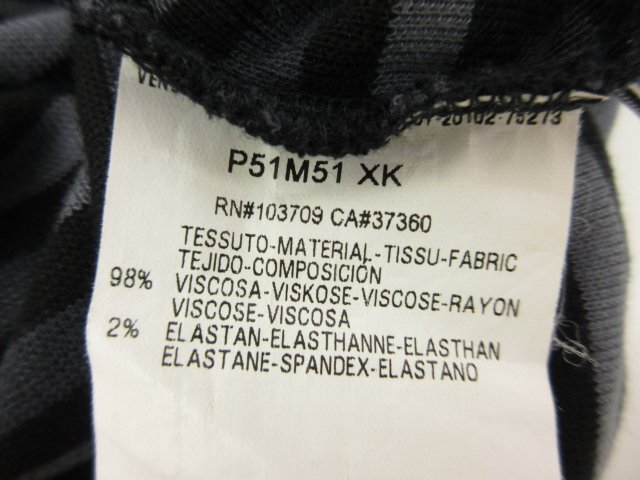 P51M51 XK
RN#103709 CA#37360
TESSUTO-MATERIAL-TISSU-FABRIC
TEJIDO-COMPOSICIÓN
98% VISCOSA-VISKOSE-VISCOSE-RAYON
VISCOSE-VISCOSA
2% ELASTAN-ELASTHANNE-ELASTHAN
ELASTANE-SPANDEX-ELASTANO